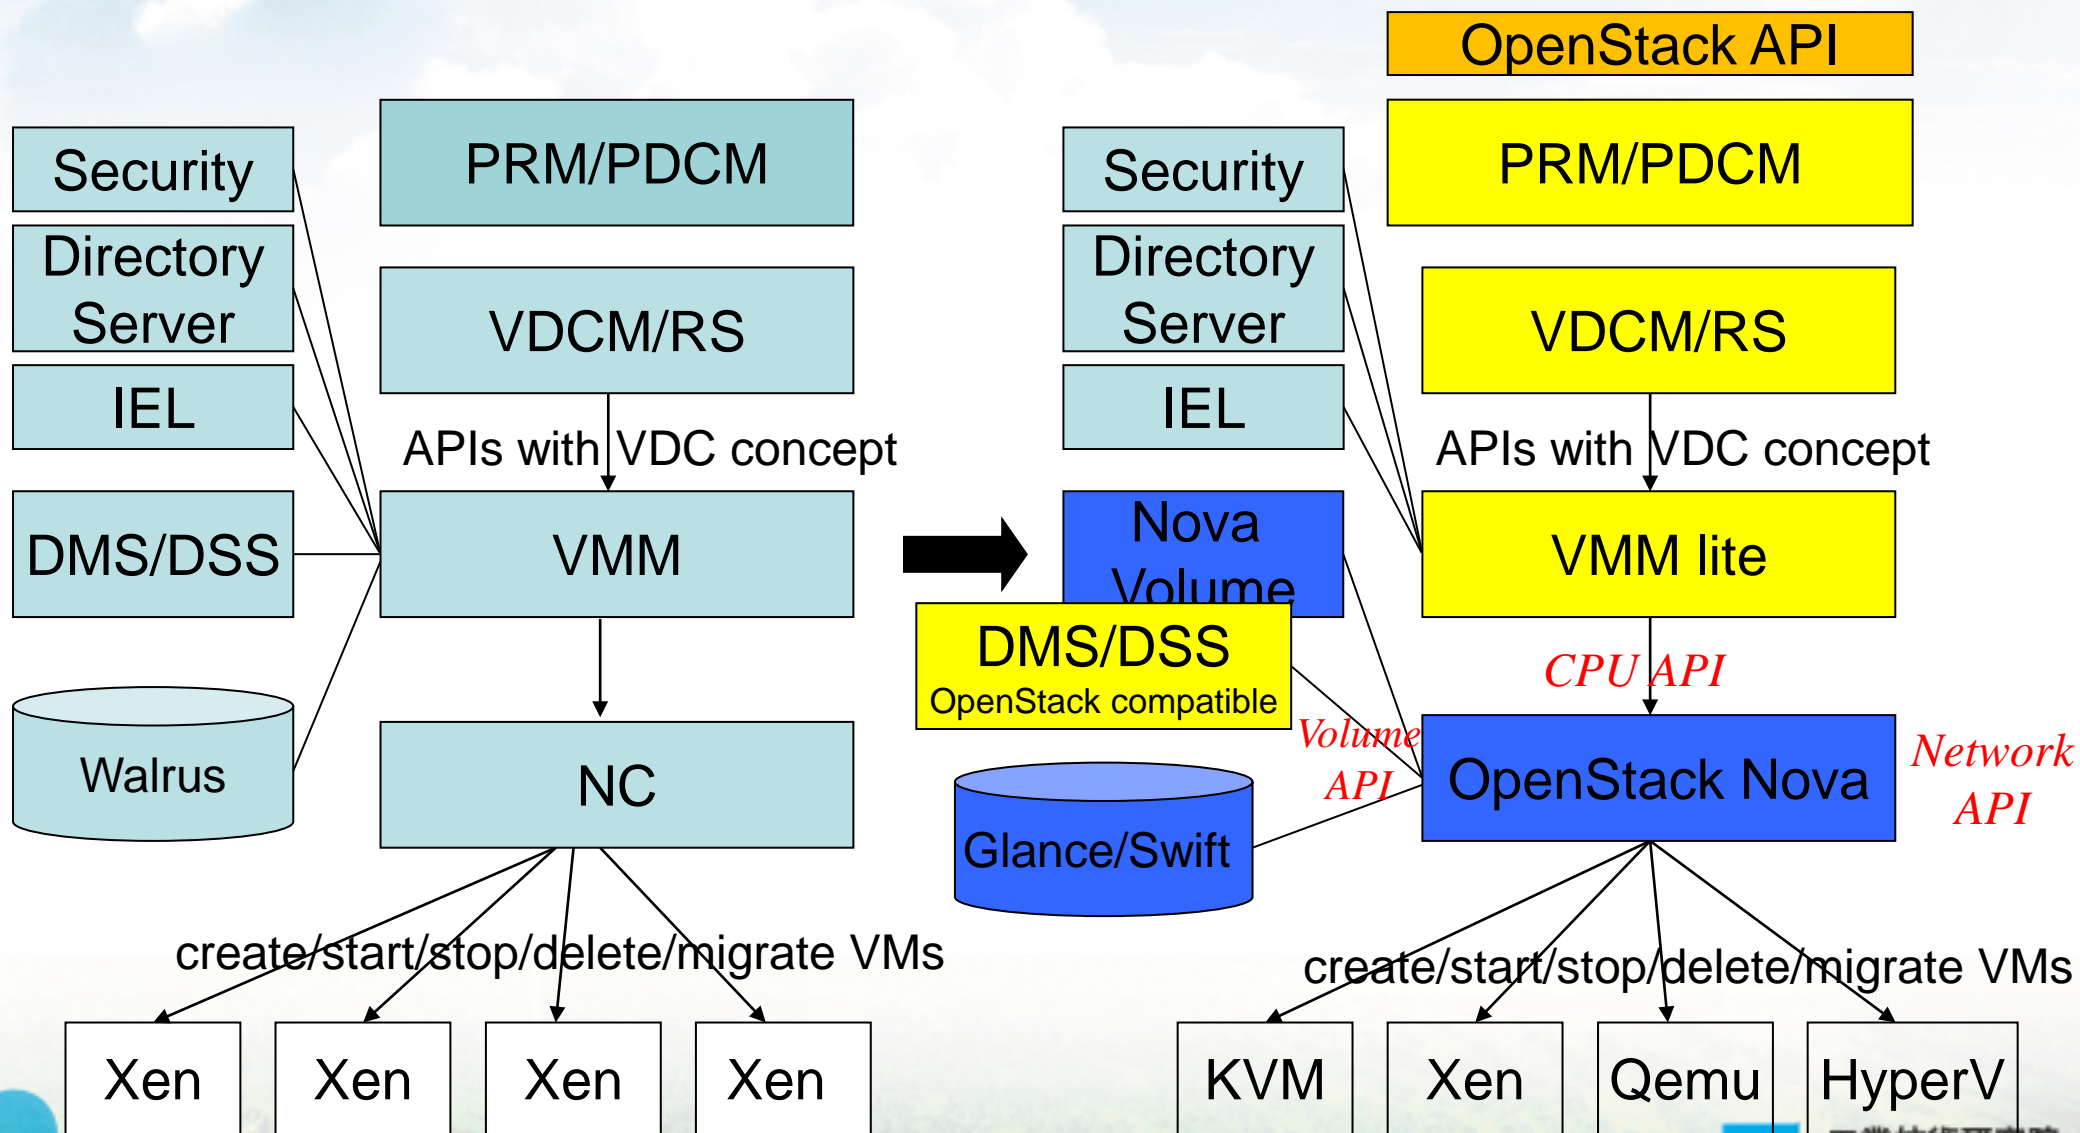 OpenStack API
PRM/PDCM
Security
Directory
Server
VDCM/RS
IEL
APIs with VDC concept
DMS/DSS
VMM
Walrus
NC
create/start/stop/delete/migrate VMs
Xen
Xen
Xen
Xen
PRM/PDCM
Security
Directory
Server
VDCM/RS
IEL
APIs with VDC concept
Nova
Volume
VMM lite
DMS/DSS
OpenStack compatible
CPU API
Volume
API
OpenStack Nova
Network
API
Glance/Swift
create/start/stop/delete/migrate VMs
KVM
Xen
Qemu
HyperV